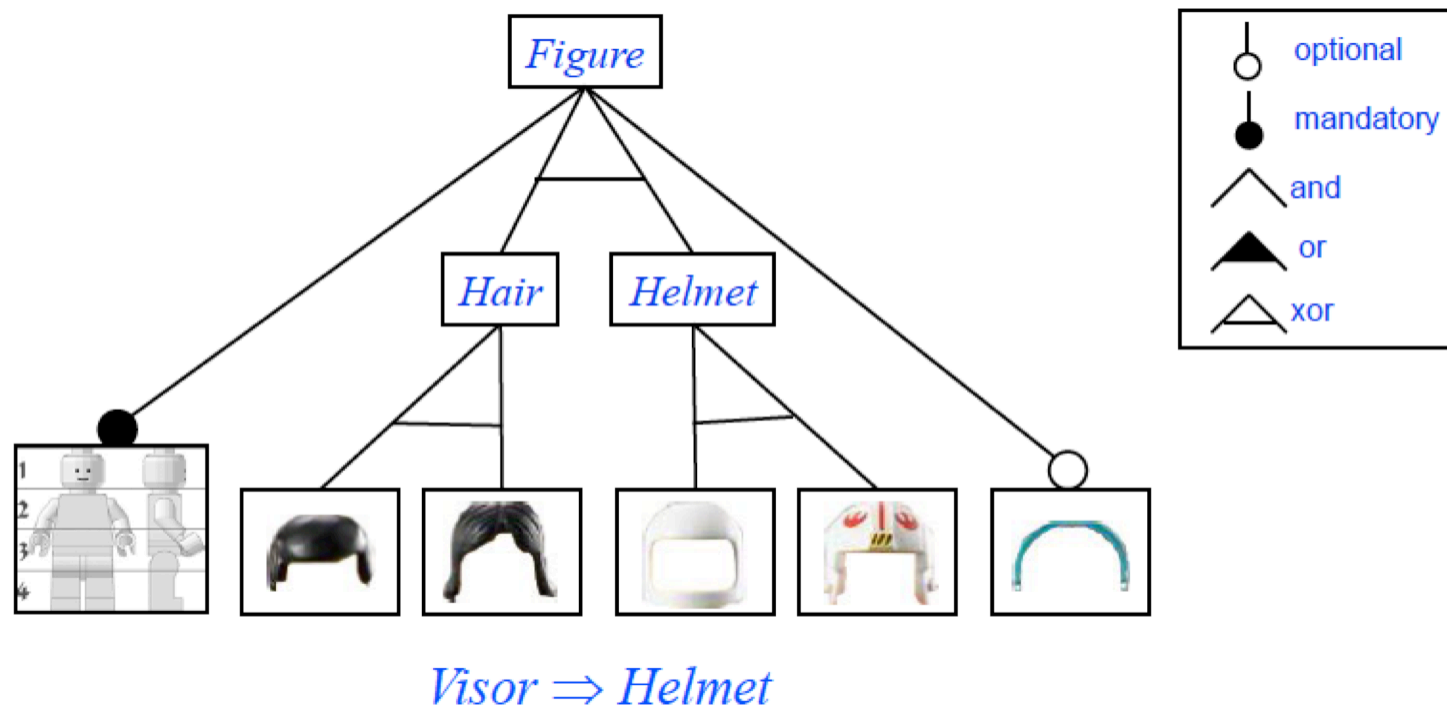 Figure
optional
mandatory
and
or
xor
Hair
Helmet
1
2
3
4
Visor ⇒ Helmet